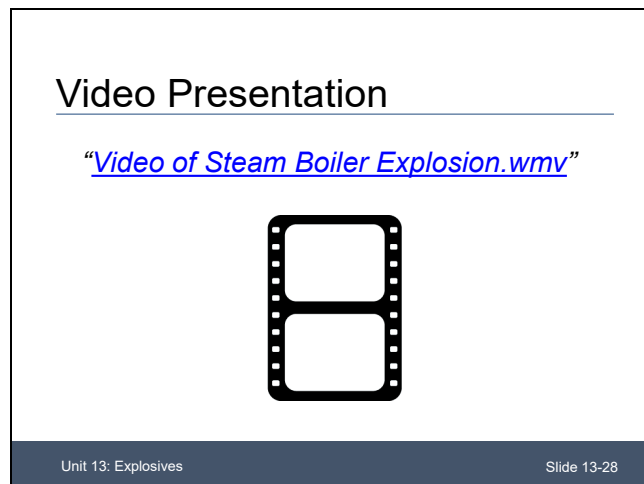 Video Presentation
“Video of Steam Boiler Explosion.wmv”
Unit 13: Explosives
Slide 13-28